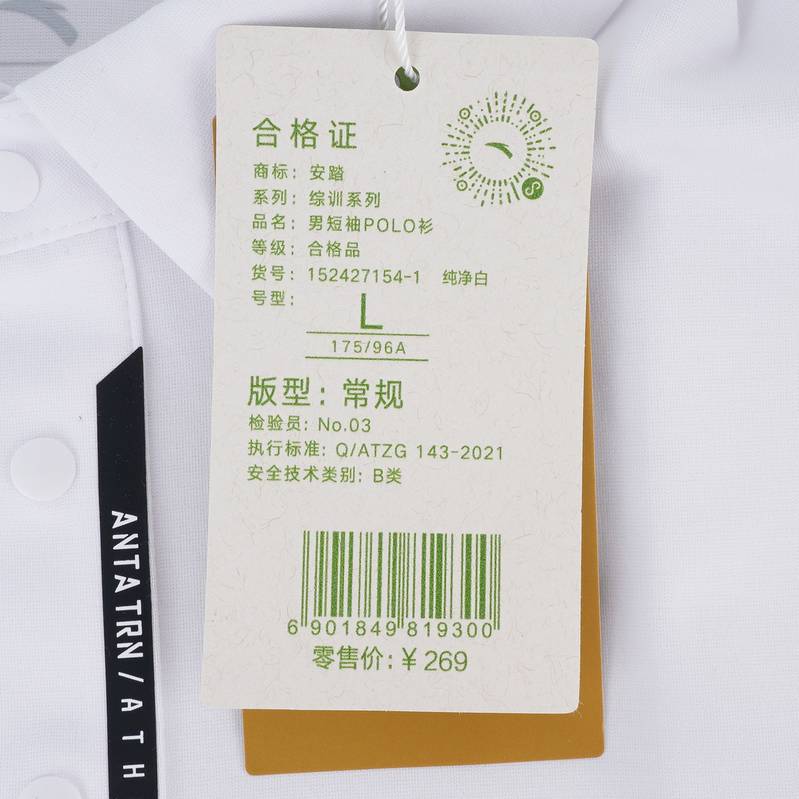 合格证
商标：安踏
系列：综训系列
品名：男短袖POLO衫
等级：合格品
货号：152427154-1 纯净白
号型：L
175/96A
版型：常规
检验员：No.03
执行标准：Q/ATZG 143-2021
安全技术类别：B类
6 901849 819300
零售价：¥269
ANTATRN/ATH